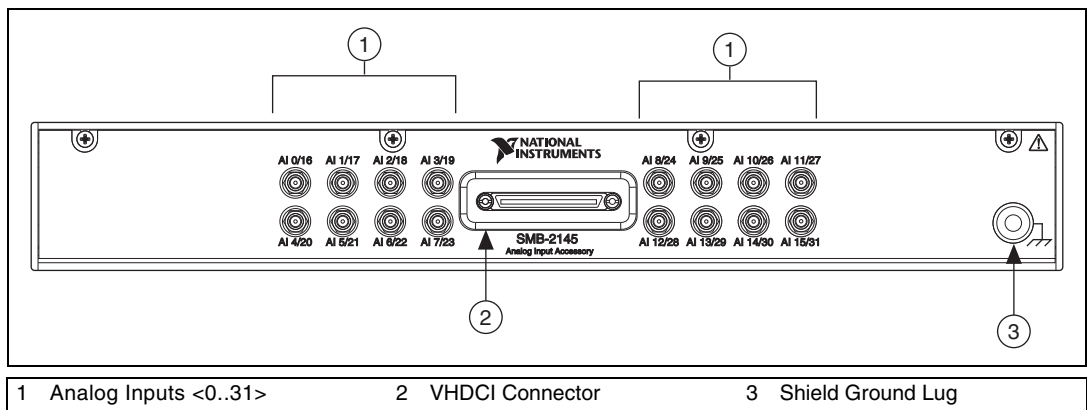 1 1
AI 0/16 AI 1/17 AI 2/18 AI 3/19
NATIONAL
INSTRUMENTS
AI 8/24 AI 9/25 AI 10/26 AI 11/27
AI 4/20 AI 5/21 AI 6/22 AI 7/23
SMB-2145
Analog Input Accessory
AI 12/28 AI 13/29 AI 14/30 AI 15/31
2
3
1 Analog Inputs <0..31> 2 VHDCI Connector 3 Shield Ground Lug